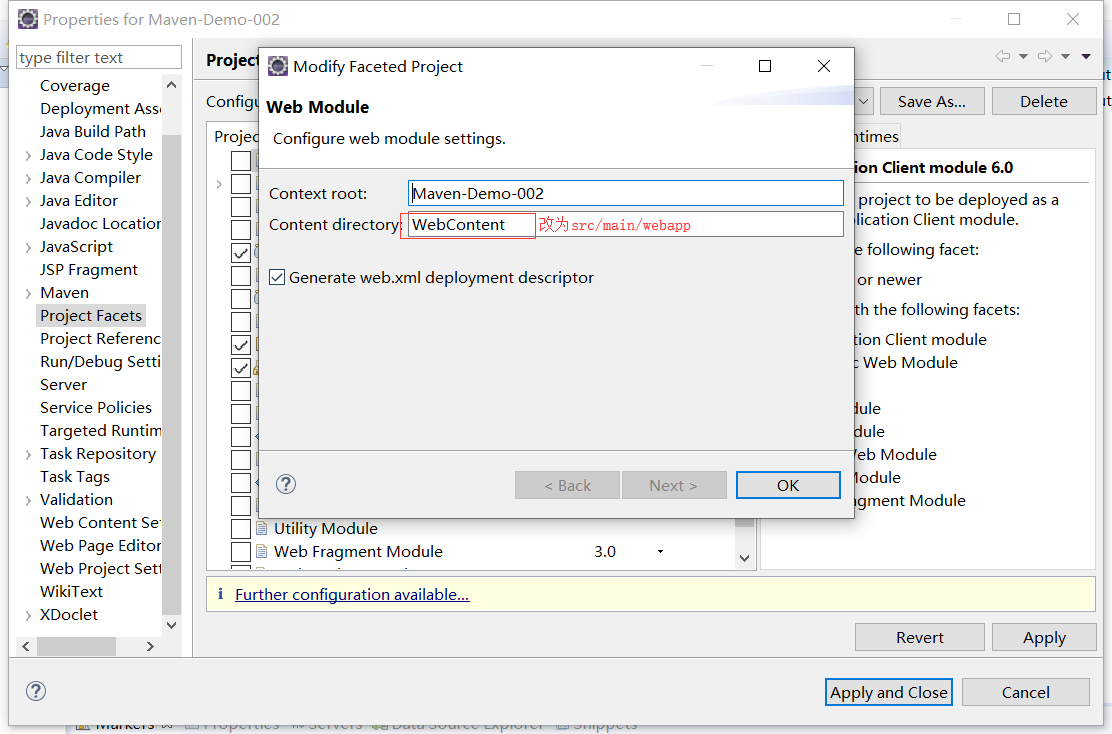 Properties for Maven-Demo-002
type filter text
Coverage
Deployment Asse
Java Build Path
Java Code Style
Java Compiler
Java Editor
Javadoc Location
JavaScript
JSP Fragment
Maven
Project Facets
Project Referenc
Run/Debug Setti
Server
Service Policies
Targeted Runtim
Task Repository
Task Tags
Validation
Web Content Set
Web Page Editor
Web Project Sett
WikiText
XDoclet
Project
Configu
Save As...
Delete
Projec
ntimes
Modify Faceted Project
Web Module
Configure web module settings.
Context root:
Maven-Demo-002
Content directory:
WebContent
改为src/main/webapp
Generate web.xml deployment descriptor
< Back
Next >
OK
ion Client module 6.0
project to be deployed as a
lication Client module.
e following facet:
or newer
th the following facets:
tion Client module
c Web Module
dule
dule
Web Module
Module
agment Module
Utility Module
Web Fragment Module
3.0
i
Further configuration available...
Revert
Apply
Apply and Close
Cancel
Markers
Properties
Servers
Data Source Explorer
Snippets